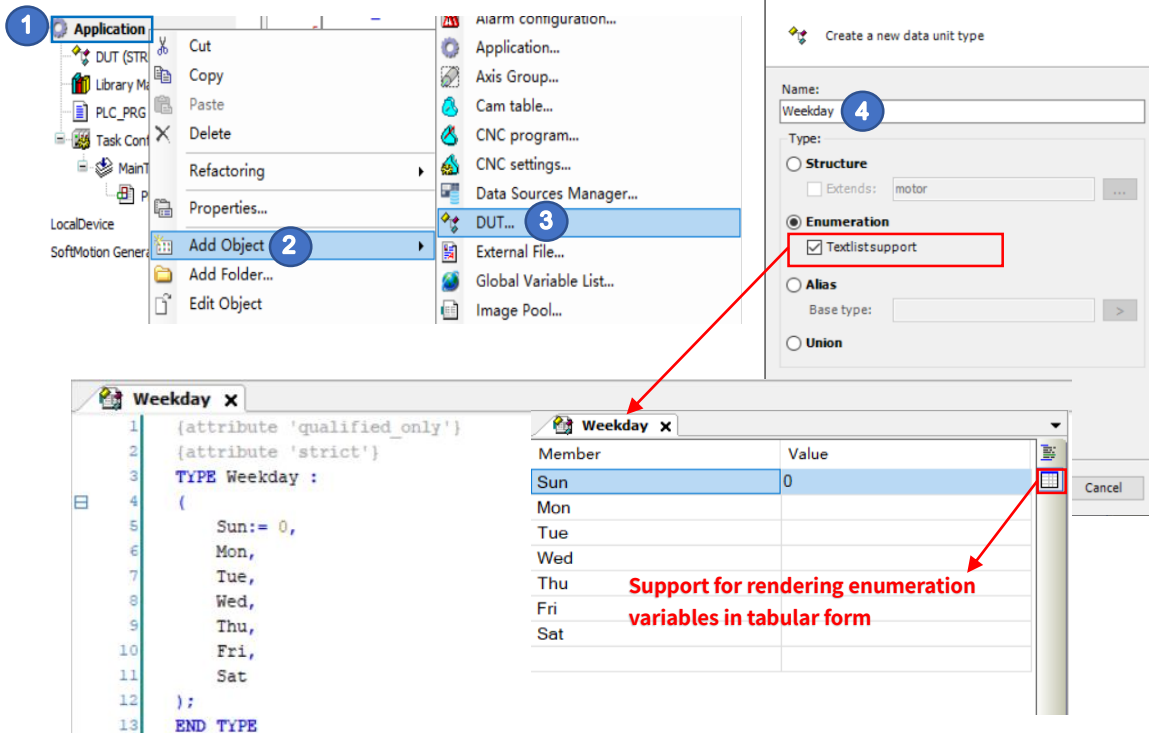 1
Application
DUT (STR
Library Ma
PLC_PRG
Task Conf
MainT
P
LocalDevice
SoftMotion Genera
Cut
Copy
Paste
Delete
Refactoring
Properties...
Add Object 2
Add Folder...
Edit Object
Alarm configuration...
Application...
Axis Group...
Cam table...
CNC program...
CNC settings...
Data Sources Manager...
DUT... 3
External File...
Global Variable List...
Image Pool...
Create a new data unit type
Name:
Weekday 4
Type:
Structure
Extends: motor ...
Enumeration
Textlistsupport
Alias
Base type: >
Union
Cancel
Weekday x
1 {attribute 'qualified_only'}
2 {attribute 'strict'}
3 TYPE Weekday :
4 (
5 Sun:= 0,
6 Mon,
7 Tue,
8 Wed,
9 Thu,
10 Fri,
11 Sat
12 );
13 END TYPE
Weekday x
Member Value
Sun 0
Mon
Tue
Wed
Thu
Fri
Sat
Support for rendering enumeration
variables in tabular form